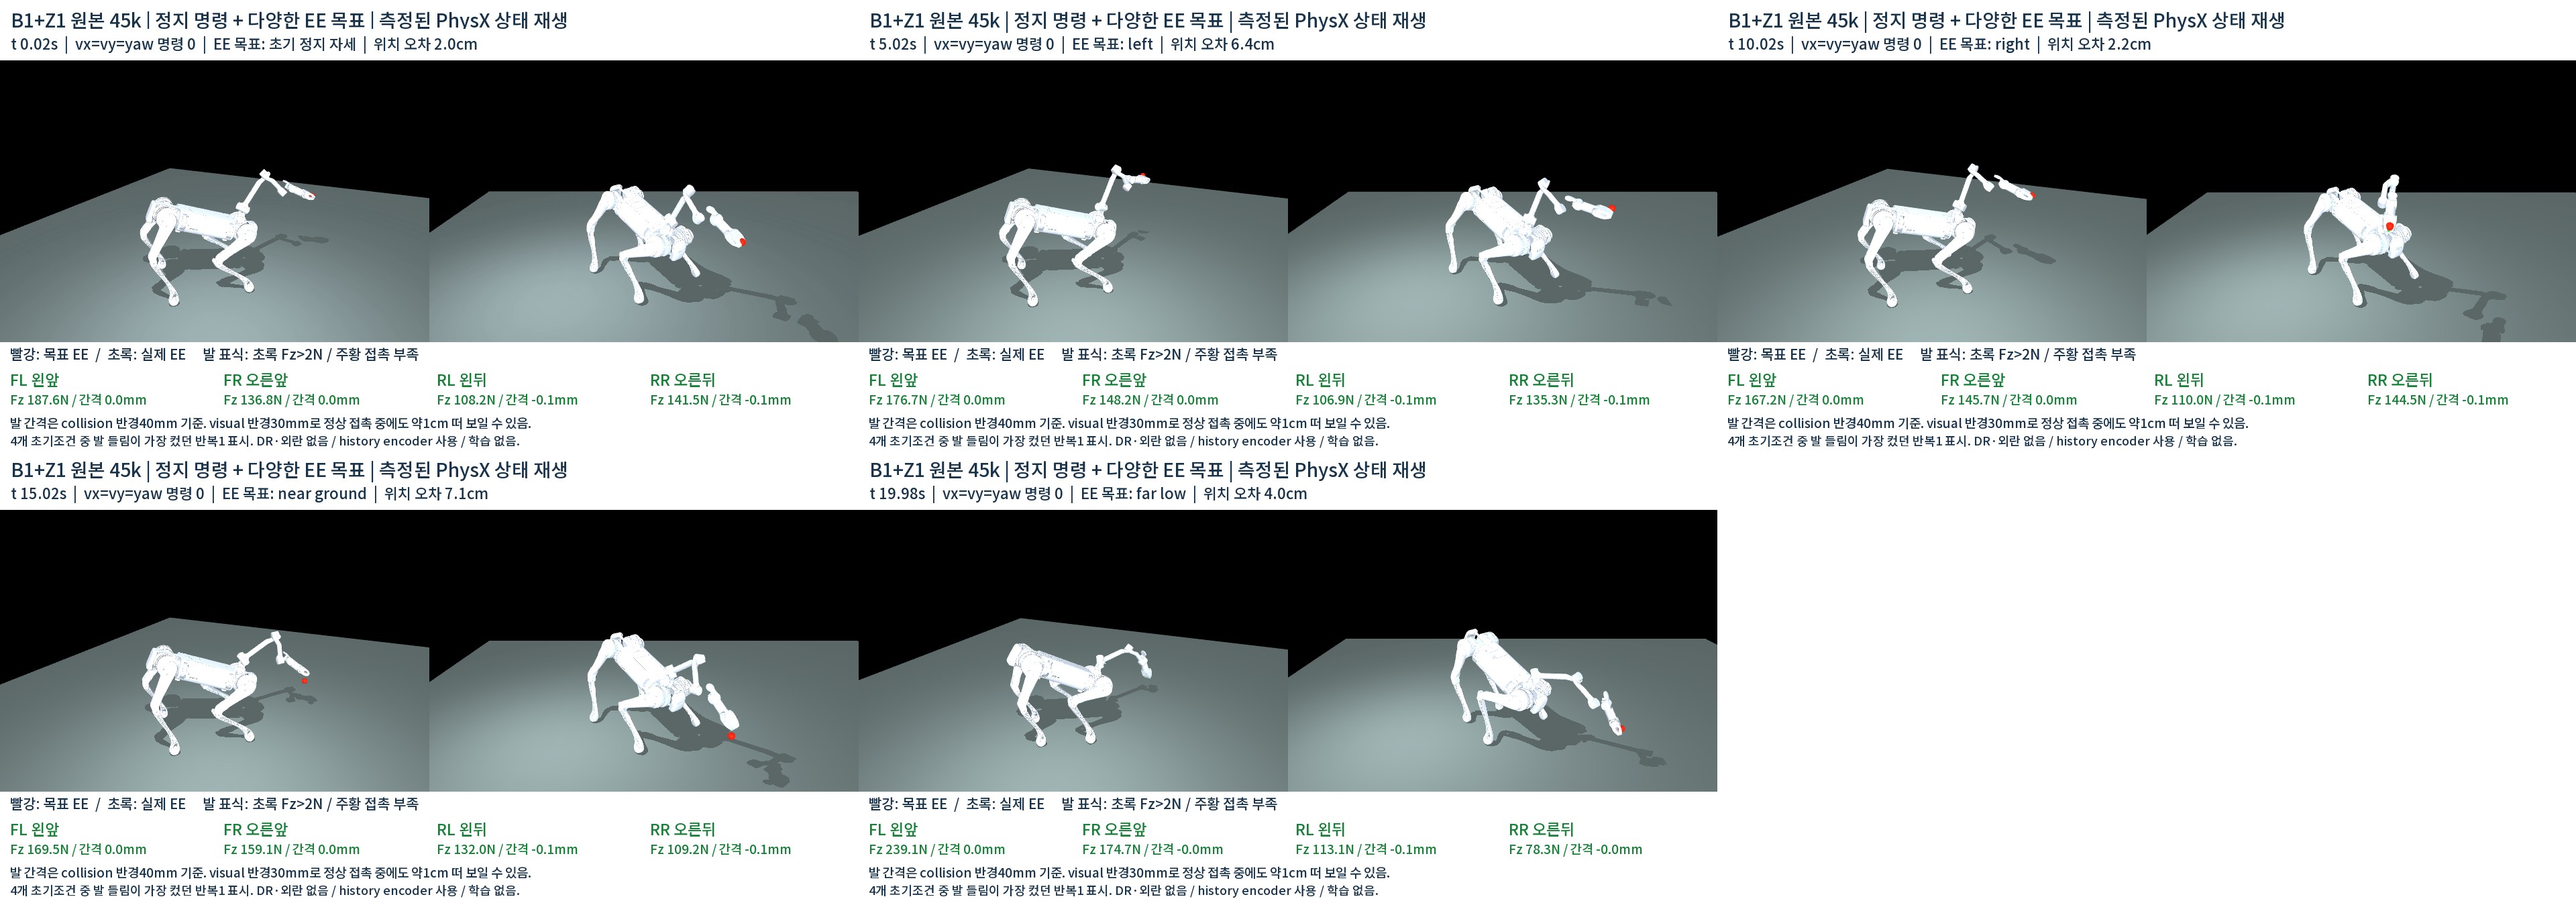 B1+Z1 원본 45k | 정지 명령 + 다양한 EE 목표 | 측정된 PhysX 상태 재생
t 0.02s | vx=vy=yaw 명령 0 | EE 목표: 초기 정지 자세 | 위치 오차 2.0cm
빨강: 목표 EE / 초록: 실제 EE 발 표식: 초록 Fz>2N / 주황 접촉 부족
FL 왼앞 FR 오른앞 RL 왼뒤 RR 오른뒤
Fz 187.6N / 간격 0.0mm Fz 136.8N / 간격 0.0mm Fz 108.2N / 간격 -0.1mm Fz 141.5N / 간격 -0.1mm
발 간격은 collision 반경40mm 기준. visual 반경30mm로 정상 접촉 중에도 약1cm 떠 보일 수 있음.
4개 초기조건 중 발 들림이 가장 컸던 반복1 표시. DR·외란 없음 / history encoder 사용 / 학습 없음.
B1+Z1 원본 45k | 정지 명령 + 다양한 EE 목표 | 측정된 PhysX 상태 재생
t 5.02s | vx=vy=yaw 명령 0 | EE 목표: left | 위치 오차 6.4cm
빨강: 목표 EE / 초록: 실제 EE 발 표식: 초록 Fz>2N / 주황 접촉 부족
FL 왼앞 FR 오른앞 RL 왼뒤 RR 오른뒤
Fz 176.7N / 간격 0.0mm Fz 148.2N / 간격 0.0mm Fz 106.9N / 간격 -0.1mm Fz 135.3N / 간격 -0.1mm
발 간격은 collision 반경40mm 기준. visual 반경30mm로 정상 접촉 중에도 약1cm 떠 보일 수 있음.
4개 초기조건 중 발 들림이 가장 컸던 반복1 표시. DR·외란 없음 / history encoder 사용 / 학습 없음.
B1+Z1 원본 45k | 정지 명령 + 다양한 EE 목표 | 측정된 PhysX 상태 재생
t 10.02s | vx=vy=yaw 명령 0 | EE 목표: right | 위치 오차 2.2cm
빨강: 목표 EE / 초록: 실제 EE 발 표식: 초록 Fz>2N / 주황 접촉 부족
FL 왼앞 FR 오른앞 RL 왼뒤 RR 오른뒤
Fz 167.2N / 간격 0.0mm Fz 145.7N / 간격 0.0mm Fz 110.0N / 간격 -0.1mm Fz 144.5N / 간격 -0.1mm
발 간격은 collision 반경40mm 기준. visual 반경30mm로 정상 접촉 중에도 약1cm 떠 보일 수 있음.
4개 초기조건 중 발 들림이 가장 컸던 반복1 표시. DR·외란 없음 / history encoder 사용 / 학습 없음.
B1+Z1 원본 45k | 정지 명령 + 다양한 EE 목표 | 측정된 PhysX 상태 재생
t 15.02s | vx=vy=yaw 명령 0 | EE 목표: near ground | 위치 오차 7.1cm
빨강: 목표 EE / 초록: 실제 EE 발 표식: 초록 Fz>2N / 주황 접촉 부족
FL 왼앞 FR 오른앞 RL 왼뒤 RR 오른뒤
Fz 169.5N / 간격 0.0mm Fz 159.1N / 간격 0.0mm Fz 132.0N / 간격 -0.1mm Fz 109.2N / 간격 -0.1mm
발 간격은 collision 반경40mm 기준. visual 반경30mm로 정상 접촉 중에도 약1cm 떠 보일 수 있음.
4개 초기조건 중 발 들림이 가장 컸던 반복1 표시. DR·외란 없음 / history encoder 사용 / 학습 없음.
B1+Z1 원본 45k | 정지 명령 + 다양한 EE 목표 | 측정된 PhysX 상태 재생
t 19.98s | vx=vy=yaw 명령 0 | EE 목표: far low | 위치 오차 4.0cm
빨강: 목표 EE / 초록: 실제 EE 발 표식: 초록 Fz>2N / 주황 접촉 부족
FL 왼앞 FR 오른앞 RL 왼뒤 RR 오른뒤
Fz 239.1N / 간격 0.0mm Fz 174.7N / 간격 -0.0mm Fz 113.1N / 간격 -0.1mm Fz 78.3N / 간격 -0.0mm
발 간격은 collision 반경40mm 기준. visual 반경30mm로 정상 접촉 중에도 약1cm 떠 보일 수 있음.
4개 초기조건 중 발 들림이 가장 컸던 반복1 표시. DR·외란 없음 / history encoder 사용 / 학습 없음.